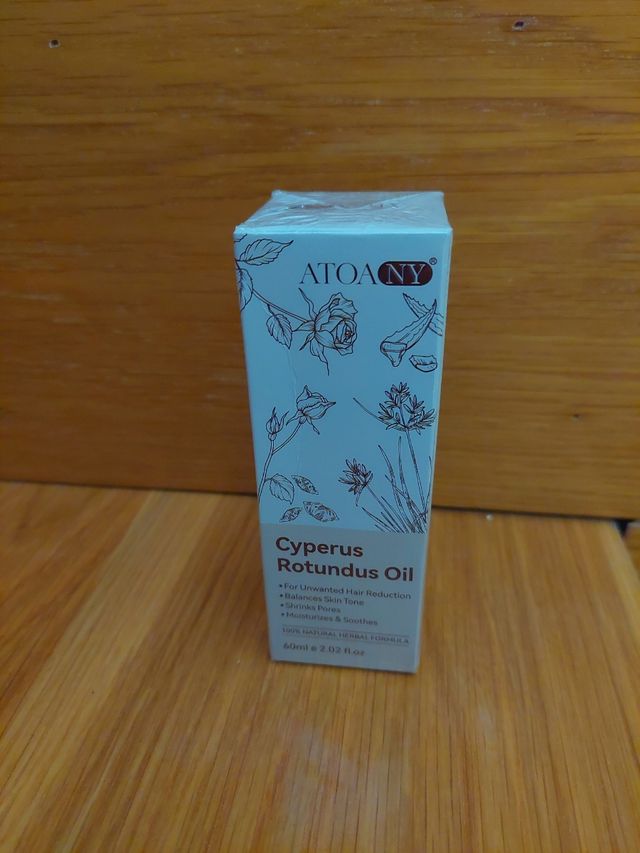 ATOANY®
Cyperus
Rotundus Oil
•For Unwanted Hair Reduction
•Balances Skin Tone
•Shrinks Pores
•Moisturizes & Soothes
100% NATURAL HERBAL FORMULA
60ml e 2.02 fl.oz